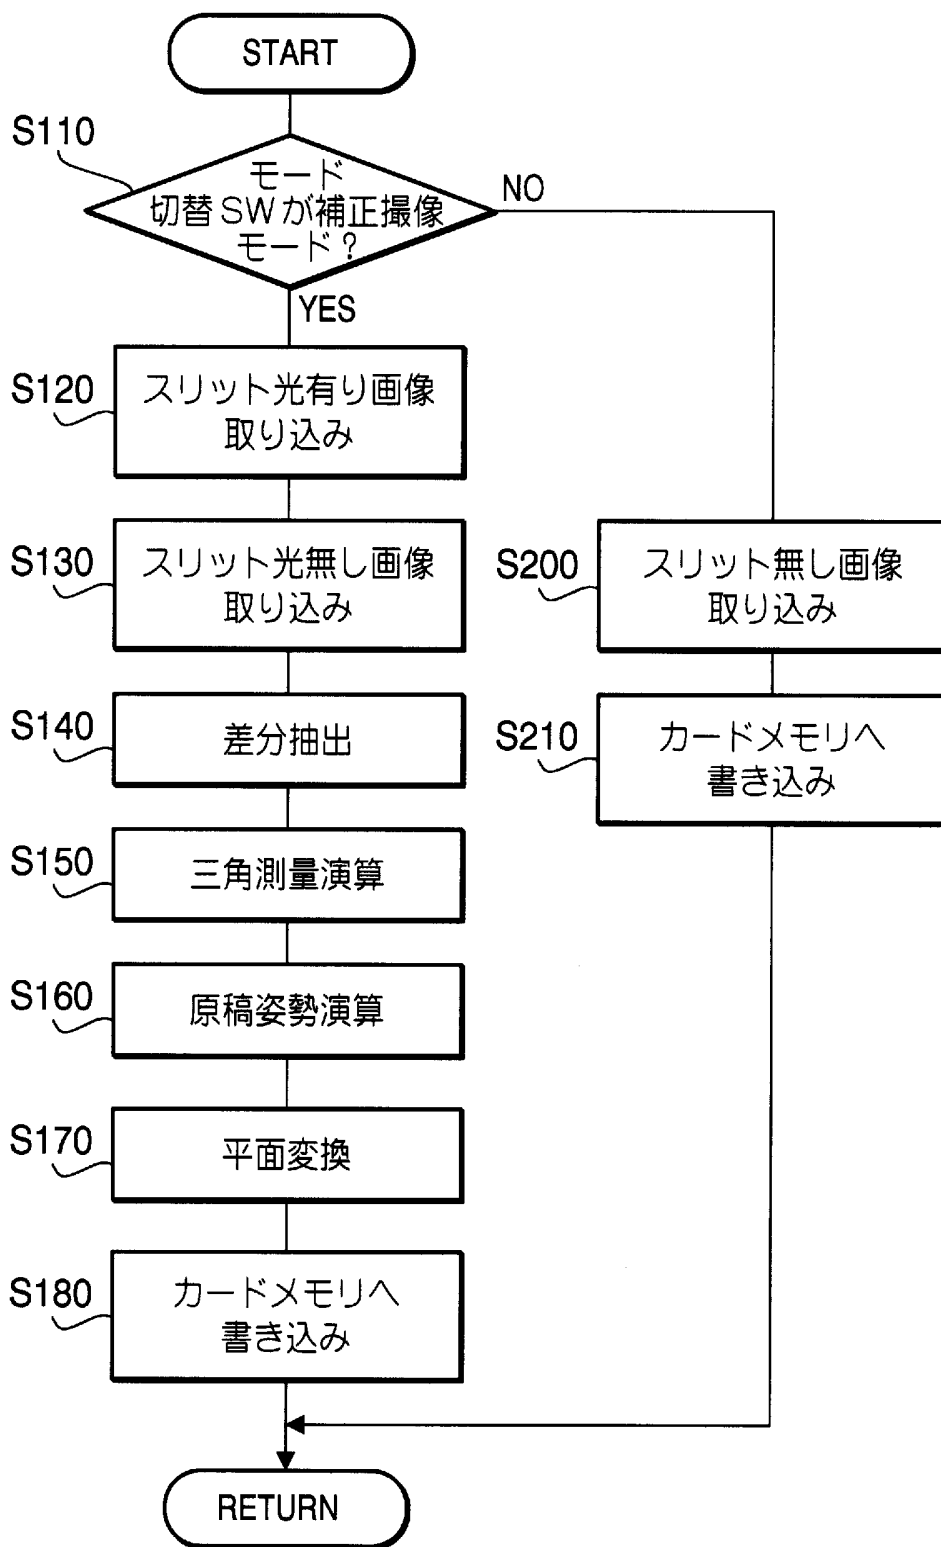 START
S110
モード
切替SWが補正撮像
モード?
NO
YES
S120
スリット光有り画像
取り込み
S130
スリット光無し画像
取り込み
S200
スリット無し画像
取り込み
S140
差分抽出
S210
カードメモリへ
書き込み
S150
三角測量演算
S160
原稿姿勢演算
S170
平面変換
S180
カードメモリへ
書き込み
RETURN